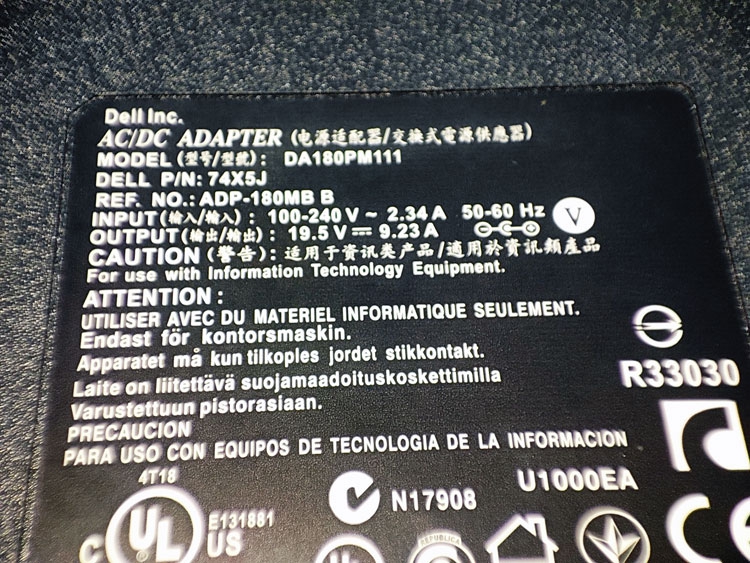 Dell Inc.
AC/DC ADAPTER (电源适配器/交換式電源供應器)
MODEL (型号/型號) : DA180PM111
DELL P/N: 74X5J
REF. NO.: ADP-180MB B
INPUT (输入/輸入) : 100-240 V ~ 2.34 A 50-60 Hz V
OUTPUT (输出/輸出) : 19.5 V ⎓ 9.23 A
CAUTION (警告) : 适用于资讯类产品/適用於資訊類產品
For use with Information Technology Equipment.
ATTENTION :
UTILISER AVEC DU MATERIEL INFORMATIQUE SEULEMENT.
Endast för kontorsmaskin.
Apparatet må kun tilkoples jordet stikkontakt.
Laite on liitettävä suojamaadoituskoskettimilla
Varustettuun pistorasiaan.
R33030
PRECAUCION
PARA USO CON EQUIPOS DE TECNOLOGIA DE LA INFORMACION
4T18
N17908
U1000EA
C UL US
E131881
UL
REPUBLICA
CE